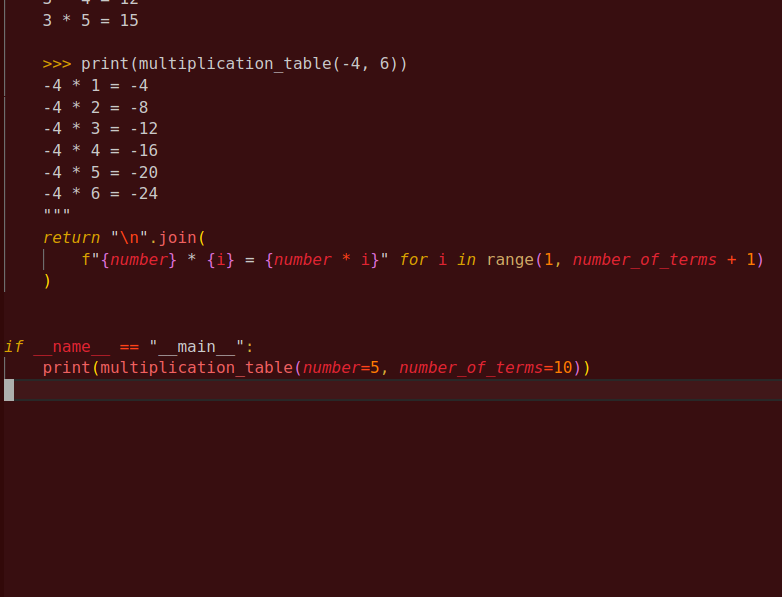 3 * 4 = 12
3 * 5 = 15
>>> print(multiplication_table(-4, 6))
-4 * 1 = -4
-4 * 2 = -8
-4 * 3 = -12
-4 * 4 = -16
-4 * 5 = -20
-4 * 6 = -24
"""
return "\n".join(
f"{number} * {i} = {number * i}" for i in range(1, number_of_terms + 1)
)
if __name__ == "__main__":
print(multiplication_table(number=5, number_of_terms=10))